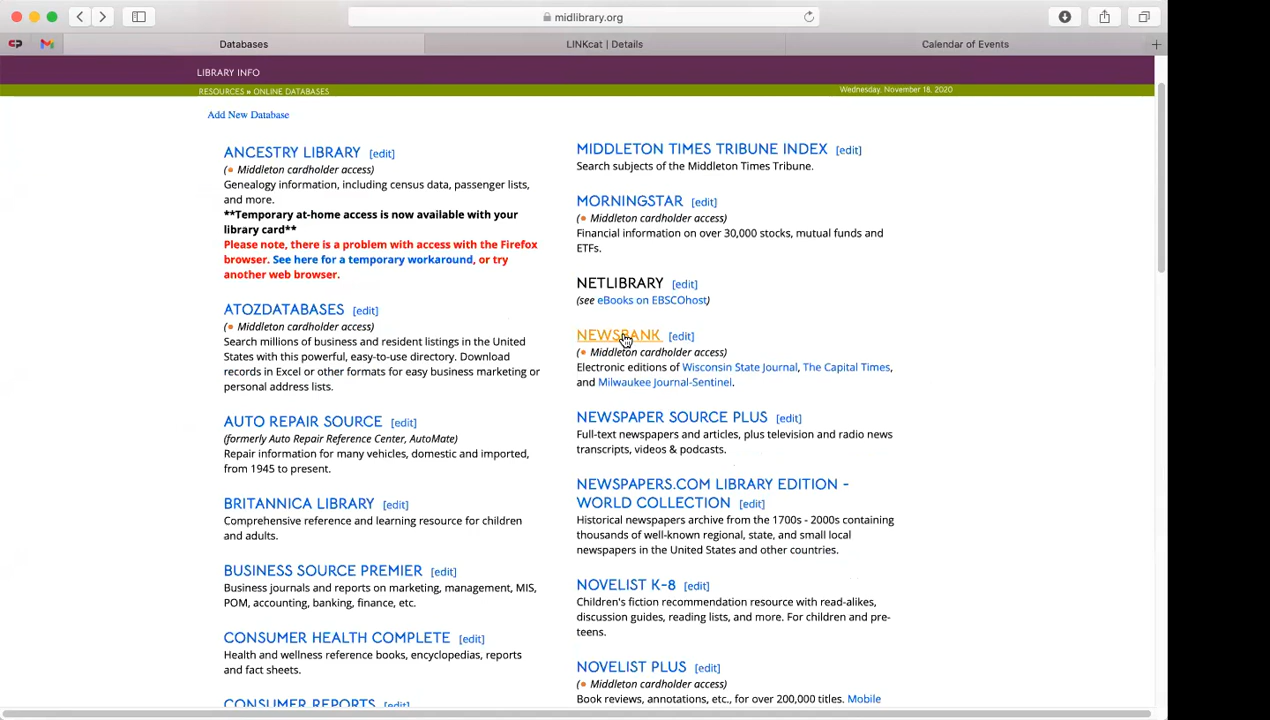 midlibrary.org
Databases
LINKcat | Details
Calendar of Events
LIBRARY INFO
RESOURCES » ONLINE DATABASES
Wednesday, November 18, 2020
Add New Database
ANCESTRY LIBRARY [edit]
(• Middleton cardholder access)
Genealogy information, including census data, passenger lists,
and more.
**Temporary at-home access is now available with your
library card**
Please note, there is a problem with access with the Firefox
browser. See here for a temporary workaround, or try
another web browser.
ATOZDATABASES [edit]
(• Middleton cardholder access)
Search millions of business and resident listings in the United
States with this powerful, easy-to-use directory. Download
records in Excel or other formats for easy business marketing or
personal address lists.
AUTO REPAIR SOURCE [edit]
(formerly Auto Repair Reference Center, AutoMate)
Repair information for many vehicles, domestic and imported,
from 1945 to present.
BRITANNICA LIBRARY [edit]
Comprehensive reference and learning resource for children
and adults.
BUSINESS SOURCE PREMIER [edit]
Business journals and reports on marketing, management, MIS,
POM, accounting, banking, finance, etc.
CONSUMER HEALTH COMPLETE [edit]
Health and wellness reference books, encyclopedias, reports
and fact sheets.
CONSUMER REPORTS [edit]
MIDDLETON TIMES TRIBUNE INDEX [edit]
Search subjects of the Middleton Times Tribune.
MORNINGSTAR [edit]
(• Middleton cardholder access)
Financial information on over 30,000 stocks, mutual funds and
ETFs.
NETLIBRARY [edit]
(see eBooks on EBSCOhost)
NEWSBANK [edit]
(• Middleton cardholder access)
Electronic editions of Wisconsin State Journal, The Capital Times,
and Milwaukee Journal-Sentinel.
NEWSPAPER SOURCE PLUS [edit]
Full-text newspapers and articles, plus television and radio news
transcripts, videos & podcasts.
NEWSPAPERS.COM LIBRARY EDITION -
WORLD COLLECTION [edit]
Historical newspapers archive from the 1700s - 2000s containing
thousands of well-known regional, state, and small local
newspapers in the United States and other countries.
NOVELIST K-8 [edit]
Children's fiction recommendation resource with read-alikes,
discussion guides, reading lists, and more. For children and pre-
teens.
NOVELIST PLUS [edit]
(• Middleton cardholder access)
Book reviews, annotations, etc., for over 200,000 titles. Mobile